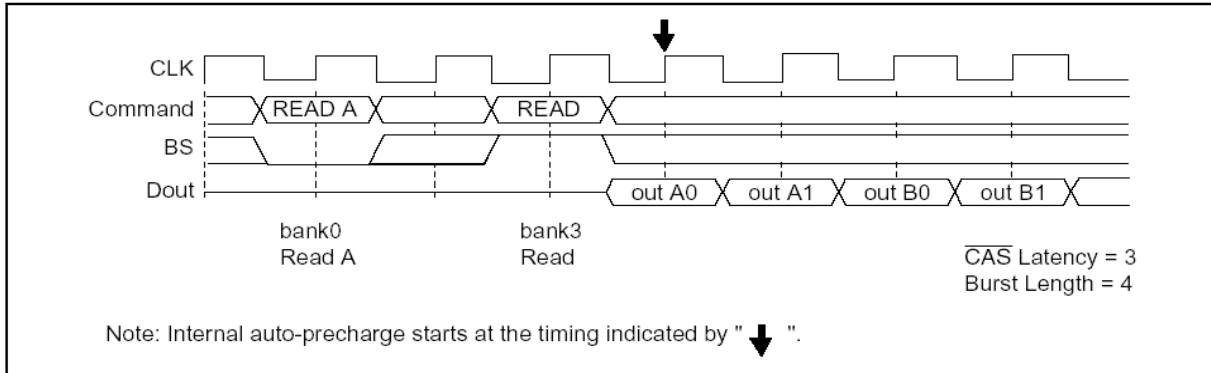 CLK
Command READ A READ
BS
Dout out A0 out A1 out B0 out B1
bank0 bank3
Read A Read
CAS Latency = 3
Burst Length = 4
Note: Internal auto-precharge starts at the timing indicated by " ".